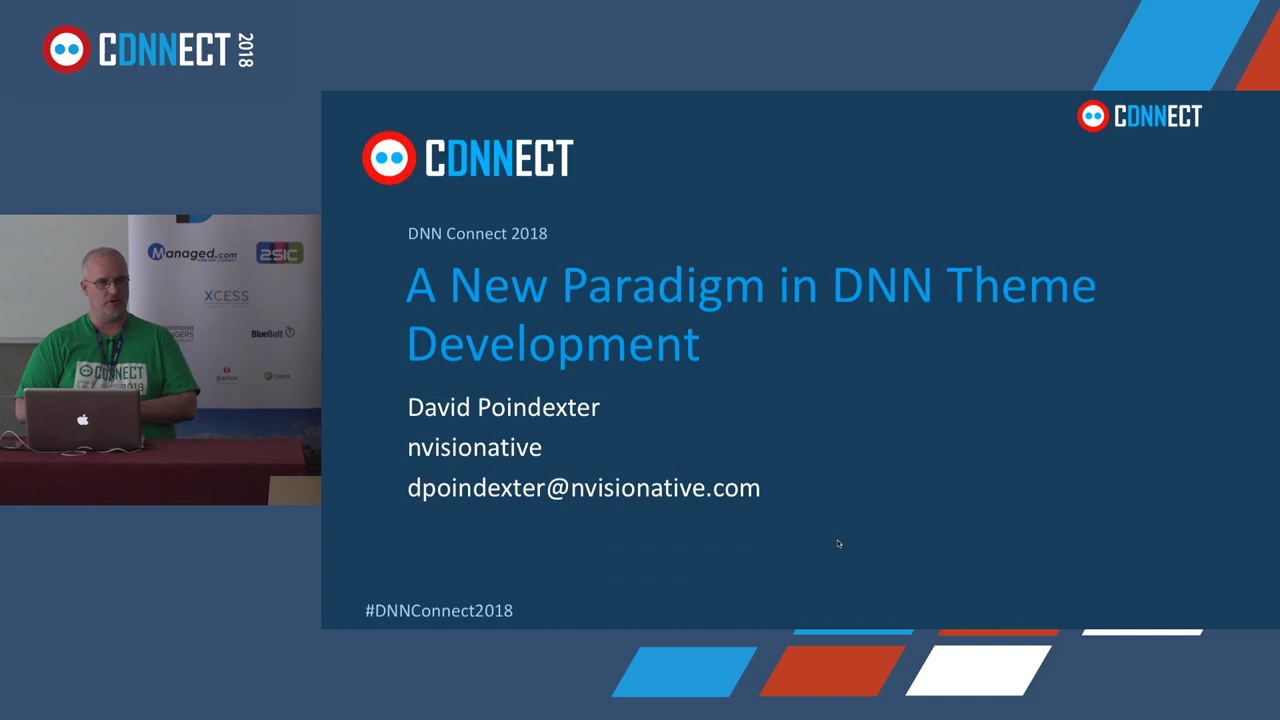 CDNNECT 2018
CDNNECT
CDNNECT
DNN Connect 2018
A New Paradigm in DNN Theme
Development
David Poindexter
nvisionative
dpoindexter@nvisionative.com
#DNNConnect2018
Managed.com
2SIC
XCESS
BlueBolt
CDNNECT